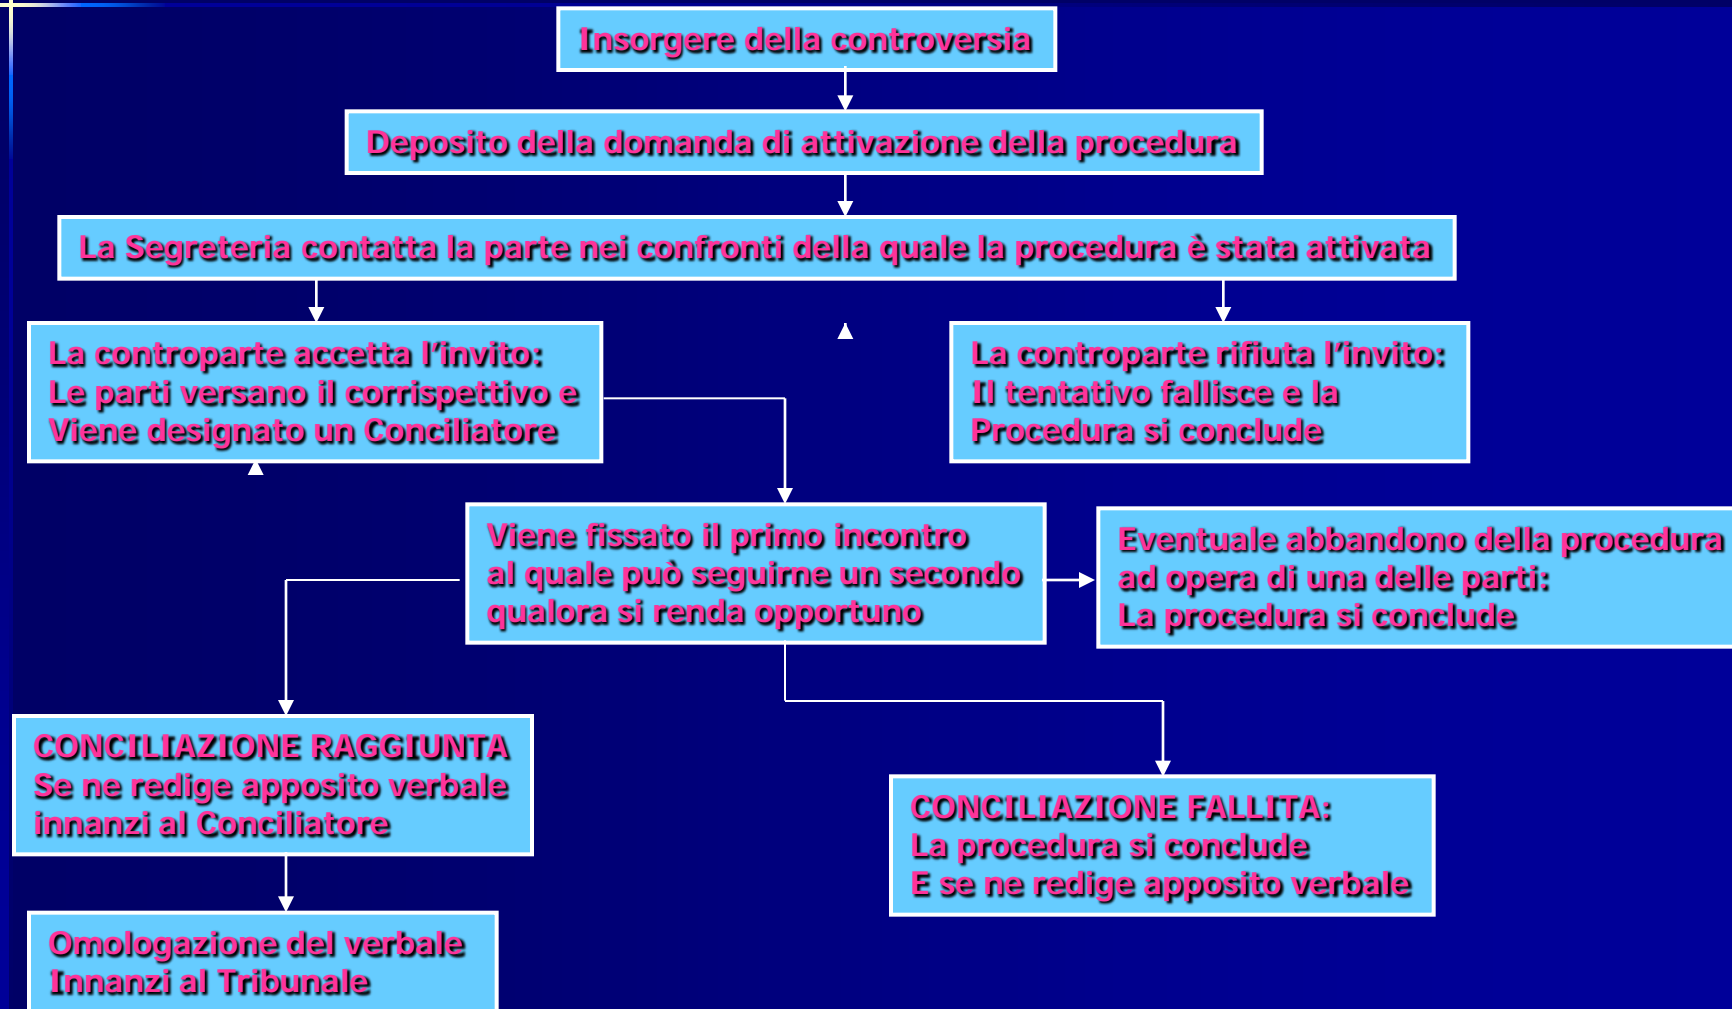 Insorgere della controversia
Deposito della domanda di attivazione della procedura
La Segreteria contatta la parte nei confronti della quale la procedura è stata attivata
La controparte accetta l’invito:
Le parti versano il corrispettivo e
Viene designato un Conciliatore
La controparte rifiuta l’invito:
Il tentativo fallisce e la
Procedura si conclude
Viene fissato il primo incontro
al quale può seguirne un secondo
qualora si renda opportuno
Eventuale abbandono della procedura
ad opera di una delle parti:
La procedura si conclude
CONCILIAZIONE RAGGIUNTA
Se ne redige apposito verbale
innanzi al Conciliatore
CONCILIAZIONE FALLITA:
La procedura si conclude
E se ne redige apposito verbale
Omologazione del verbale
Innanzi al Tribunale